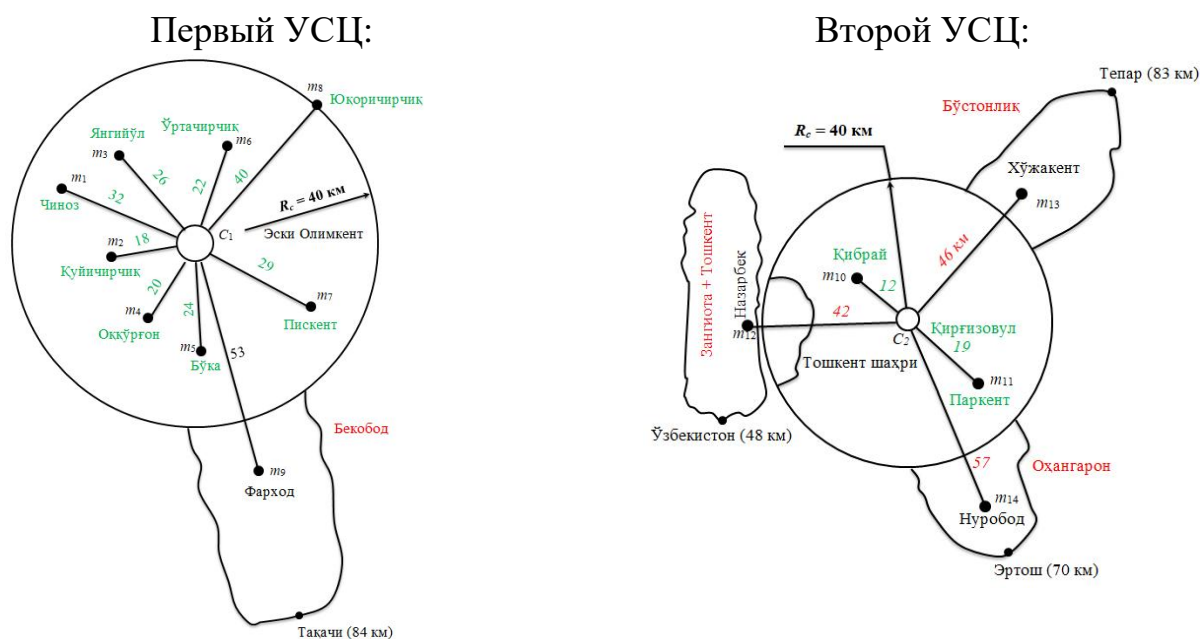 Первый УСЦ:
m8
Юқоричирчиқ
Ўртачирчиқ
m6
Янгийўл
m3
26
22
40
m1
32
Чиноз
Rc = 40 км
C1
Эски Олимкент
m2
18
Қуйичирчиқ
29
20
24
m4
Оққўрғон
m7
Пискент
m5
Бўка
53
Бекобод
m9
Фарход
Тақачи (84 км)
Второй УСЦ:
Тепар (83 км)
Бўстонлиқ
Rc = 40 км
Хўжакент
m13
46 км
Зангиота + Тошкент
Назарбек
Қибрай
m10
12
42
m12
C2
Қирғизовул
19
Тошкент шаҳри
m11
Паркент
Ўзбекистон (48 км)
57
Оҳангарон
m14
Нуробод
Эртош (70 км)